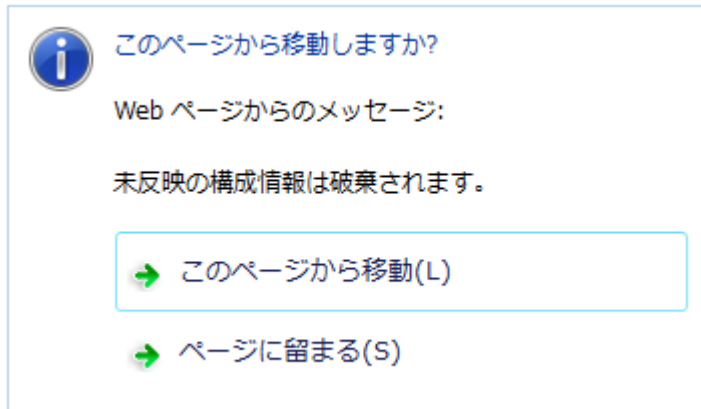 このページから移動しますか?
Web ページからのメッセージ:
未反映の構成情報は破棄されます。
このページから移動(L)
ページに留まる(S)